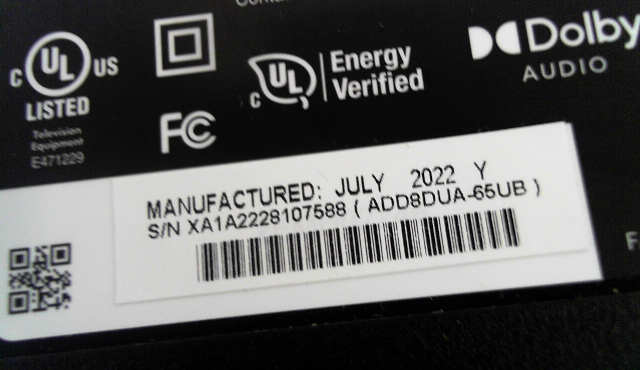 c UL US
LISTED
Television
Equipment
E471229
FC
c UL Energy
Verified
Dolby
AUDIO
MANUFACTURED: JULY 2022 Y
S/N XA1A2228107588 ( ADD8DUA-65UB )